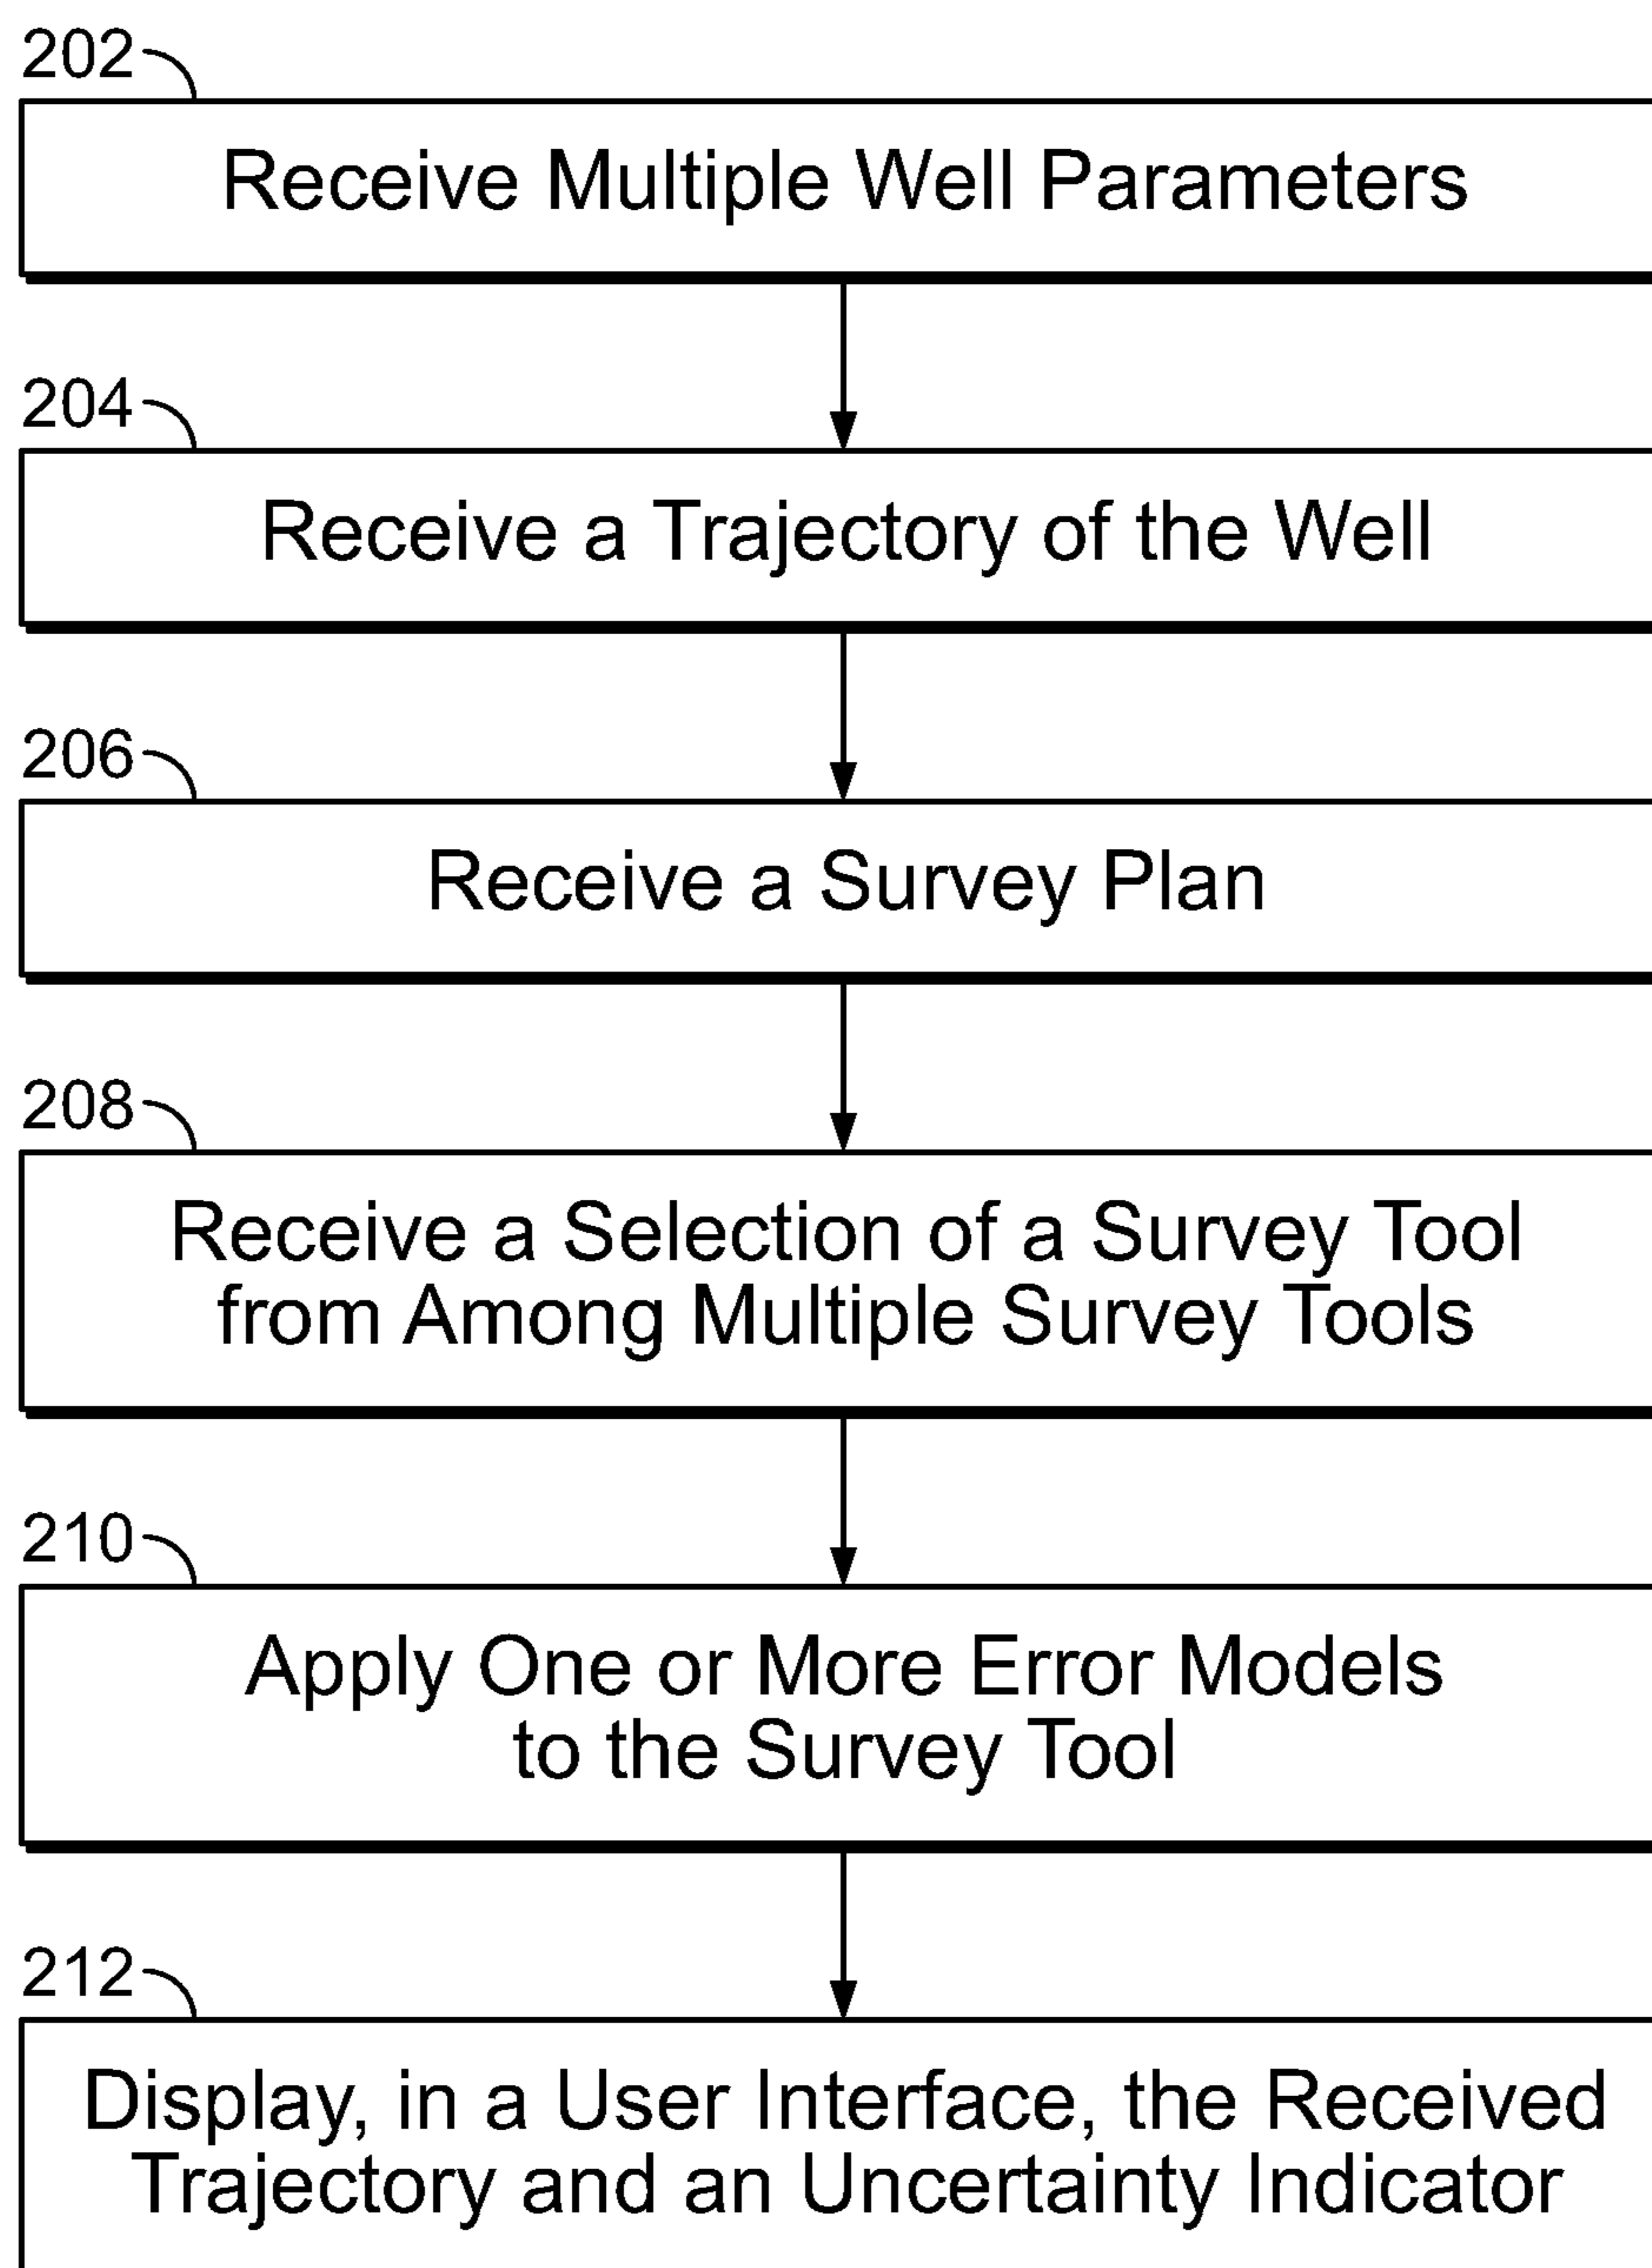 202
Receive Multiple Well Parameters
204
Receive a Trajectory of the Well
206
Receive a Survey Plan
208
Receive a Selection of a Survey Tool
from Among Multiple Survey Tools
210
Apply One or More Error Models
to the Survey Tool
212
Display, in a User Interface, the Received
Trajectory and an Uncertainty Indicator